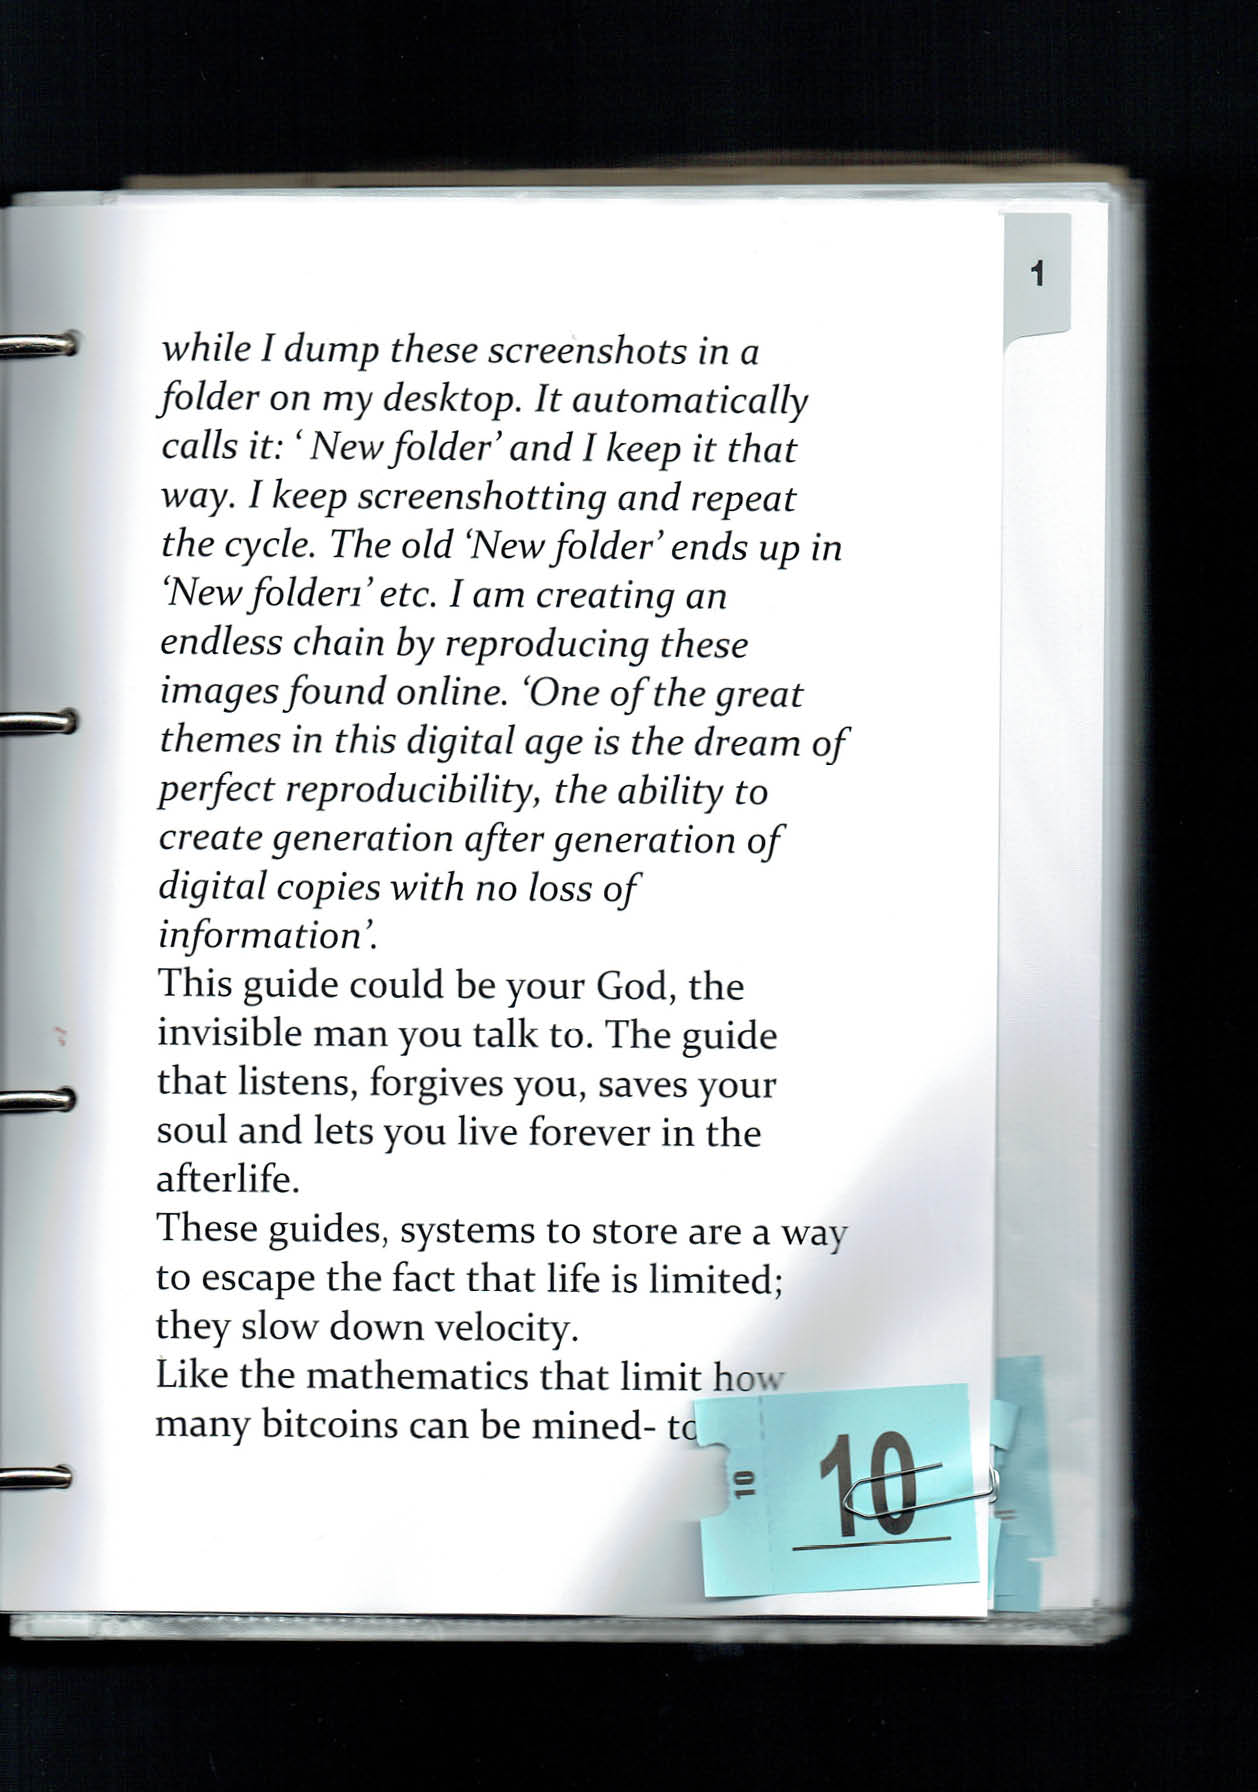 1
while I dump these screenshots in a
folder on my desktop. It automatically
calls it: ‘ New folder’ and I keep it that
way. I keep screenshotting and repeat
the cycle. The old ‘New folder’ ends up in
‘New folder1’ etc. I am creating an
endless chain by reproducing these
images found online. ‘One of the great
themes in this digital age is the dream of
perfect reproducibility, the ability to
create generation after generation of
digital copies with no loss of
information’.
This guide could be your God, the
invisible man you talk to. The guide
that listens, forgives you, saves your
soul and lets you live forever in the
afterlife.
These guides, systems to store are a way
to escape the fact that life is limited;
they slow down velocity.
Like the mathematics that limit how
many bitcoins can be mined-
10
10